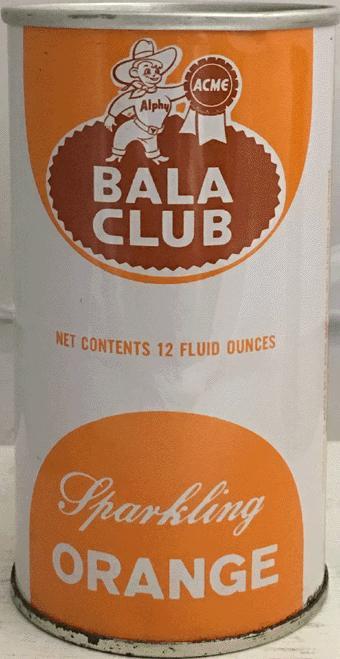 ACME
Alphy
BALA
CLUB
NET CONTENTS 12 FLUID OUNCES
Sparkling
ORANGE